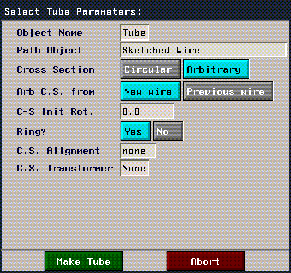 Select Tube Parameters:
Object Name Tube
Path Object Sketched wire
Cross Section Circular Arbitrary
Arb C.S. from New wire Previous wire
C-S Init Rot. 0.0
Ring? Yes No
C.S. Alignment none
C.X. Transformer None
Make Tube Abort